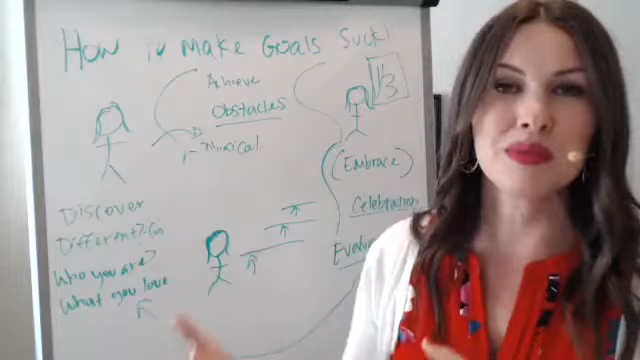 How to Make Goals Suck!
Achieve
Obstacles
1/3
(Embrace)
Celebration
Discover
Different?
Who you are?
What you love